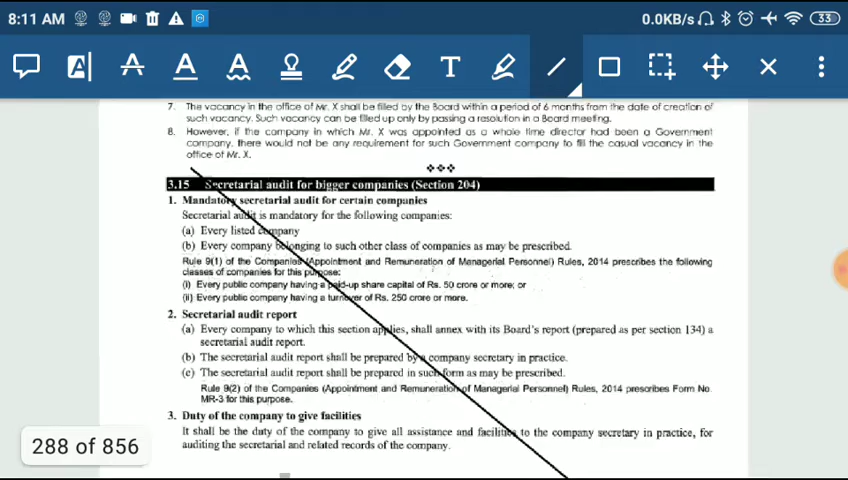 8:11 AM
0.0KB/s
33
A
A
A
A
T
7. The vacancy in the office of Mr. X shall be filled by the Board within a period of 6 months from the date of creation of
such vacancy. Such vacancy can be filled up only by passing a resolution in a Board meeting.
8. However, if the company in which Mr. X was appointed as a whole time director had been a Government
company, there would not be any requirement for such Government company to fill the casual vacancy in the
office of Mr. X.
3.15 Secretarial audit for bigger companies (Section 204)
1. Mandatory secretarial audit for certain companies
Secretarial audit is mandatory for the following companies:
(a) Every listed company
(b) Every company belonging to such other class of companies as may be prescribed.
Rule 9(1) of the Companies (Appointment and Remuneration of Managerial Personnel) Rules, 2014 prescribes the following
classes of companies for this purpose:
(i) Every public company having a paid-up share capital of Rs. 50 crore or more; or
(ii) Every public company having a turnover of Rs. 250 crore or more.
2. Secretarial audit report
(a) Every company to which this section applies, shall annex with its Board's report (prepared as per section 134) a
secretarial audit report.
(b) The secretarial audit report shall be prepared by a company secretary in practice.
(c) The secretarial audit report shall be prepared in such form as may be prescribed.
Rule 9(2) of the Companies (Appointment and Remuneration of Managerial Personnel) Rules, 2014 prescribes Form No.
MR-3 for this purpose.
3. Duty of the company to give facilities
It shall be the duty of the company to give all assistance and facilities to the company secretary in practice, for
auditing the secretarial and related records of the company.
288 of 856